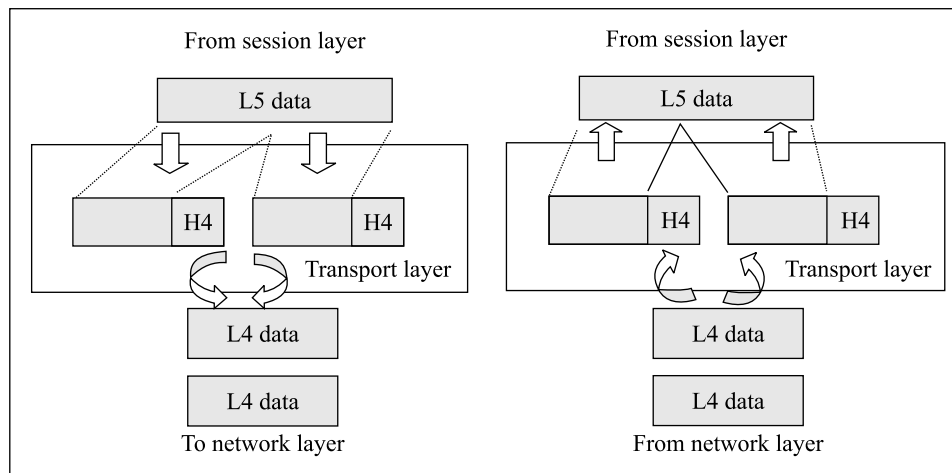 From session layer
L5 data
H4
H4
Transport layer
L4 data
L4 data
To network layer
From session layer
L5 data
H4
H4
Transport layer
L4 data
L4 data
From network layer